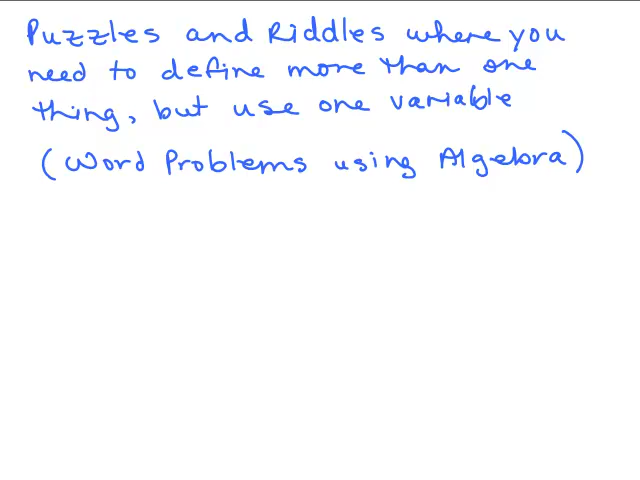 Puzzles and Riddles where you
need to define more than one
thing, but use one variable
(Word Problems using Algebra)